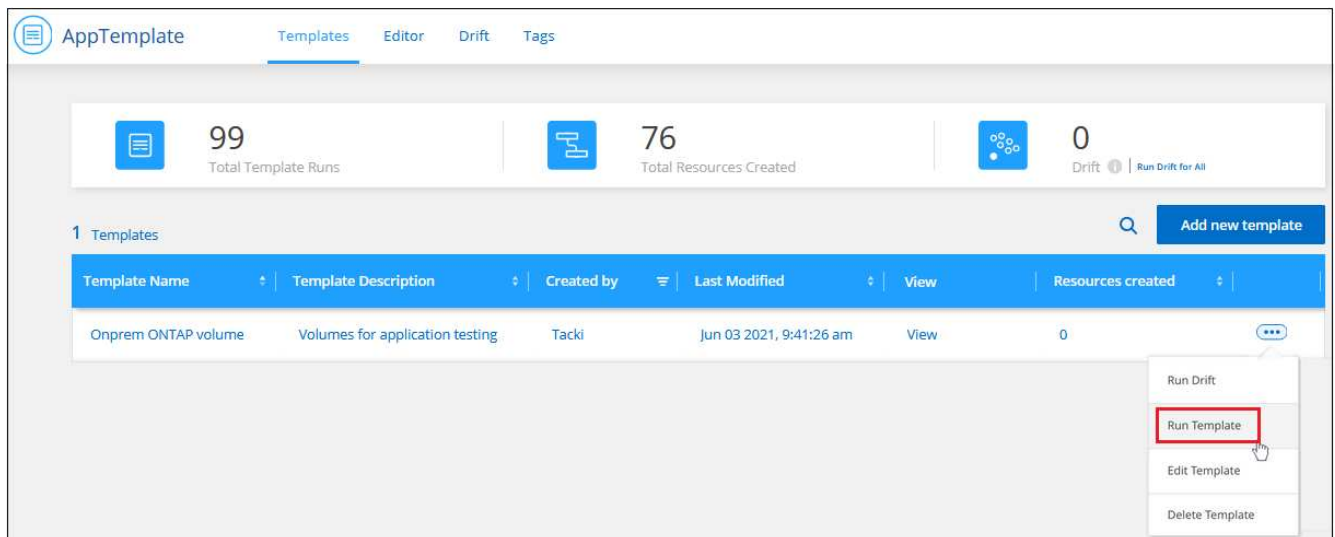 AppTemplate Templates Editor Drift Tags
99 76 0
Total Template Runs Total Resources Created Drift i Run Drift for All
1 Templates Add new template
Template Name Template Description Created by Last Modified View Resources created
Onprem ONTAP volume Volumes for application testing Tacki Jun 03 2021, 9:41:26 am View 0
Run Drift
Run Template
Edit Template
Delete Template